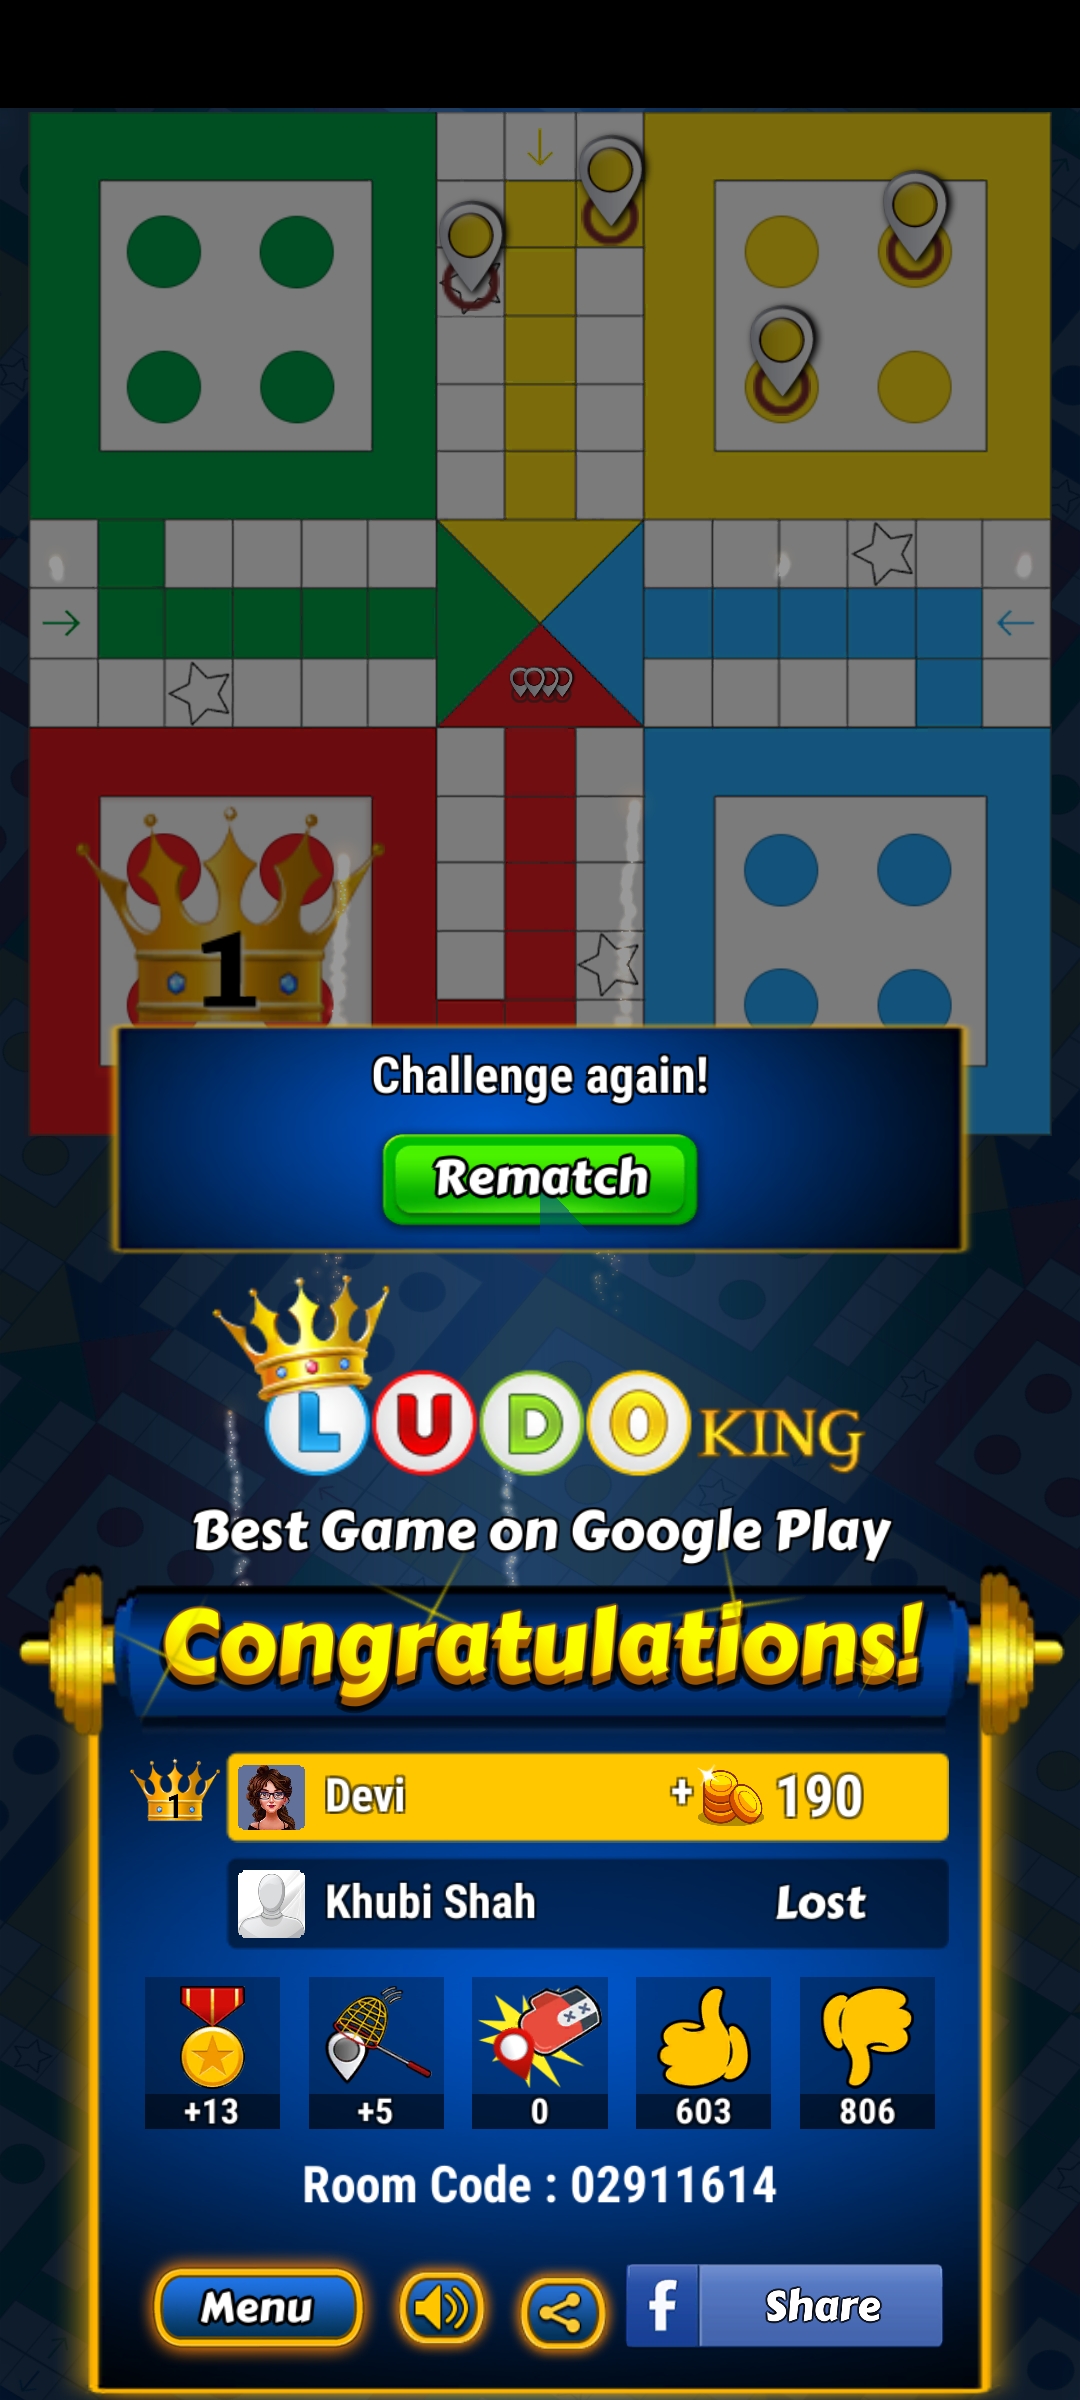 1
Challenge again!
Rematch
LUDO KING
Best Game on Google Play
Congratulations!
1 Devi + 190
Khubi Shah Lost
+13 +5 0 603 806
Room Code : 02911614
Menu f Share